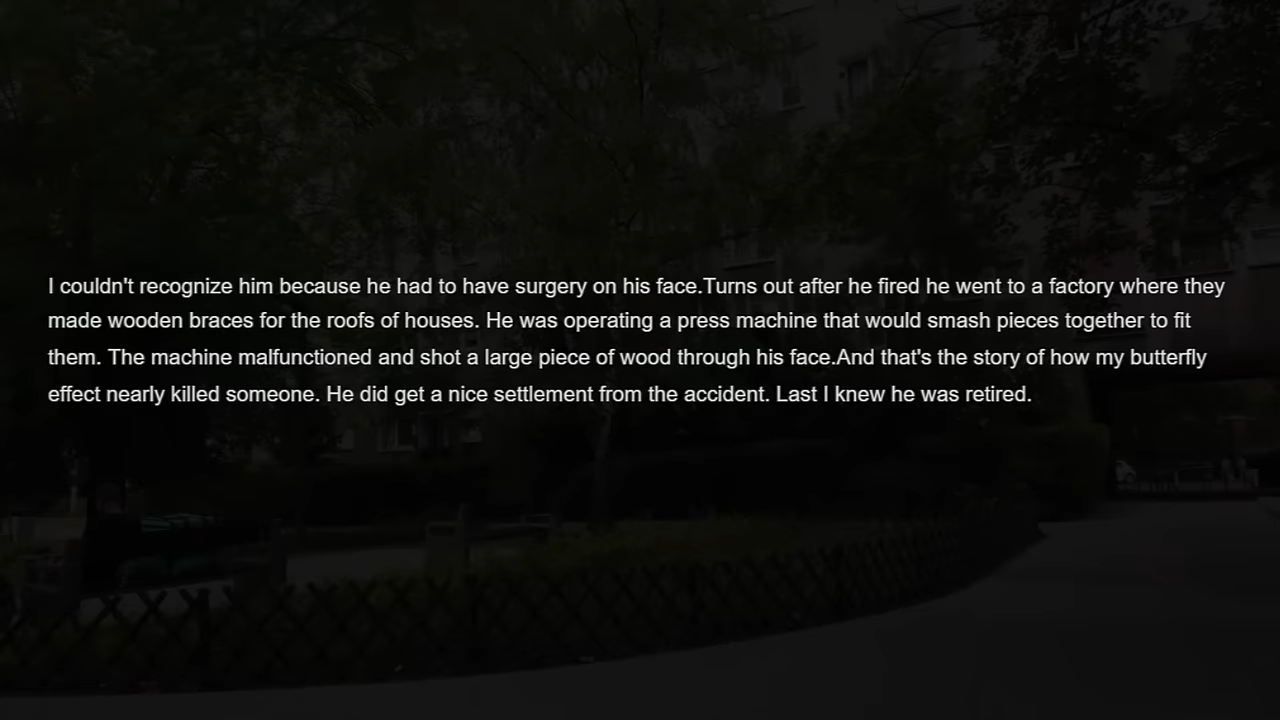 I couldn't recognize him because he had to have surgery on his face.Turns out after he fired he went to a factory where they
made wooden braces for the roofs of houses. He was operating a press machine that would smash pieces together to fit
them. The machine malfunctioned and shot a large piece of wood through his face.And that's the story of how my butterfly
effect nearly killed someone. He did get a nice settlement from the accident. Last I knew he was retired.